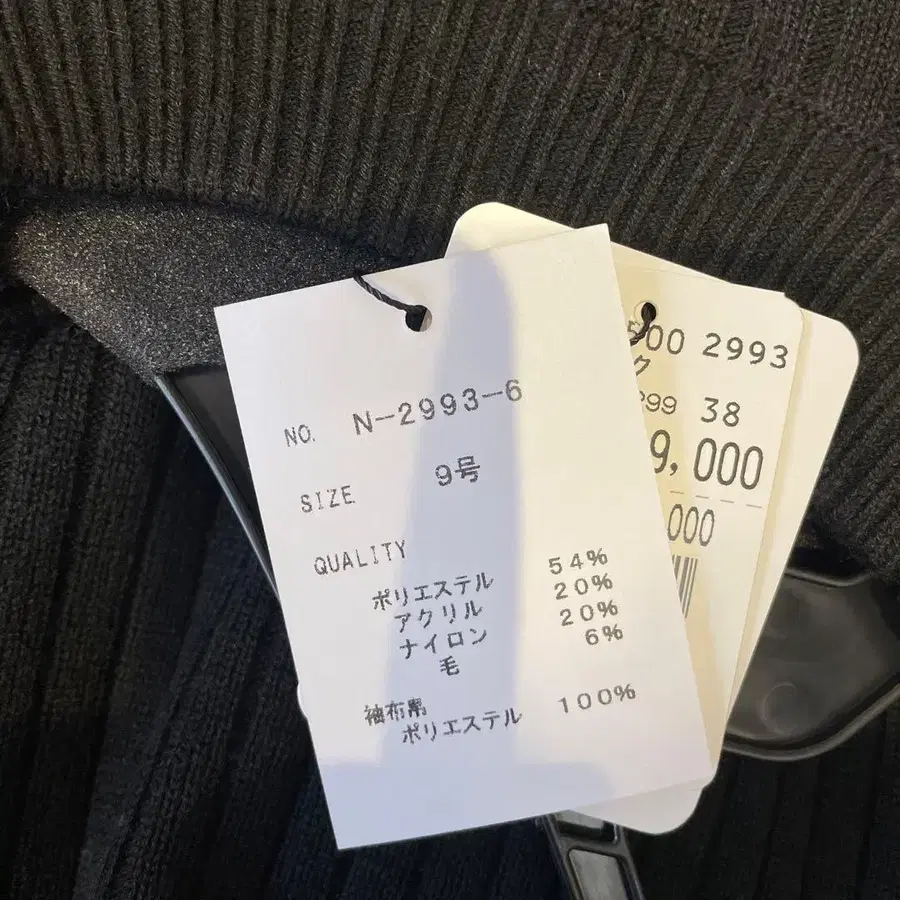 NO. N-2993-6
SIZE 9号
QUALITY
ポリエステル 54%
アクリル 20%
ナイロン 20%
毛 6%
袖布帛
ポリエステル 100%
500 2993
ク
299 38
9,000
000